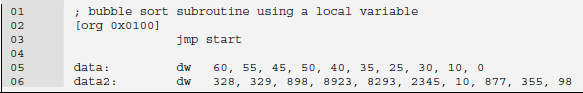 01 ; bubble sort subroutine using a local variable
02 [org 0x0100]
03 jmp start
04
05 data: dw 60, 55, 45, 50, 40, 35, 25, 30, 10, 0
06 data2: dw 328, 329, 898, 8923, 8293, 2345, 10, 877, 355, 98